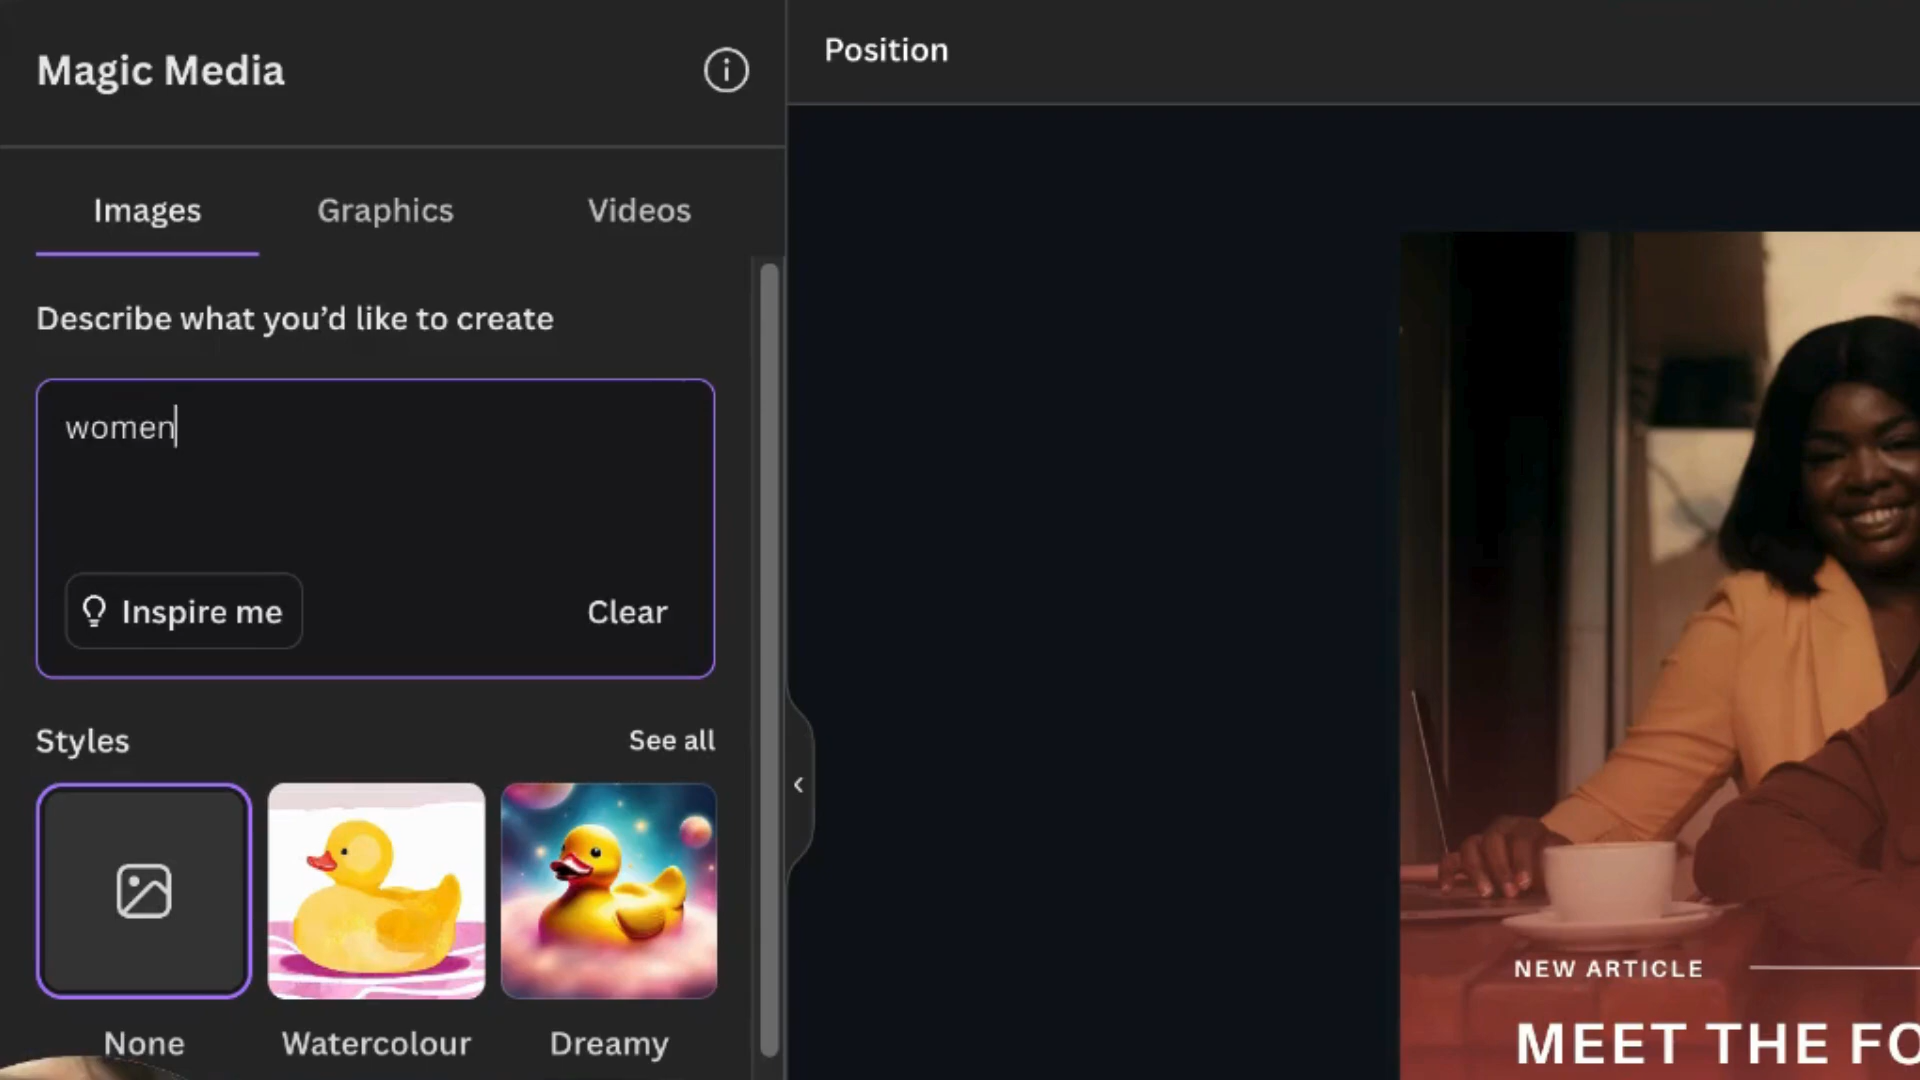 Magic Media
Position
Images
Graphics
Videos
Describe what you’d like to create
women
Inspire me
Clear
Styles
See all
None
Watercolour
Dreamy
NEW ARTICLE
MEET THE FO